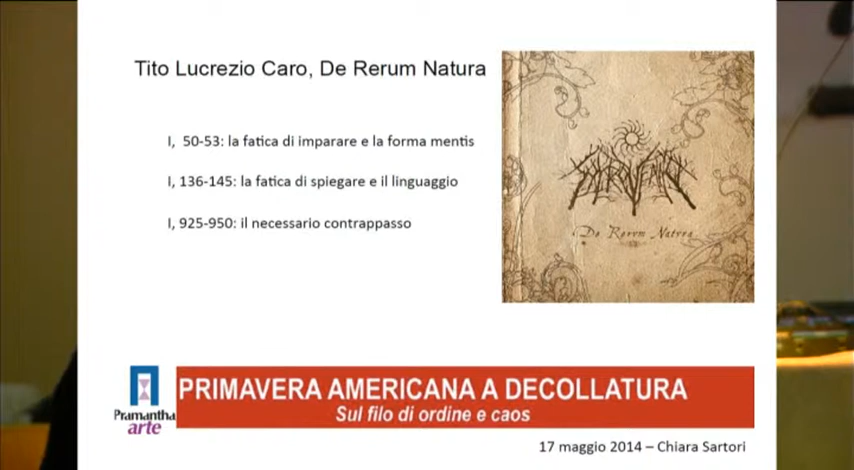 Tito Lucrezio Caro, De Rerum Natura
I, 50-53: la fatica di imparare e la forma mentis
I, 136-145: la fatica di spiegare e il linguaggio
I, 925-950: il necessario contrappasso
De Rerum Natura
Pramantha
arte
PRIMAVERA AMERICANA A DECOLLATURA
Sul filo di ordine e caos
17 maggio 2014 – Chiara Sartori